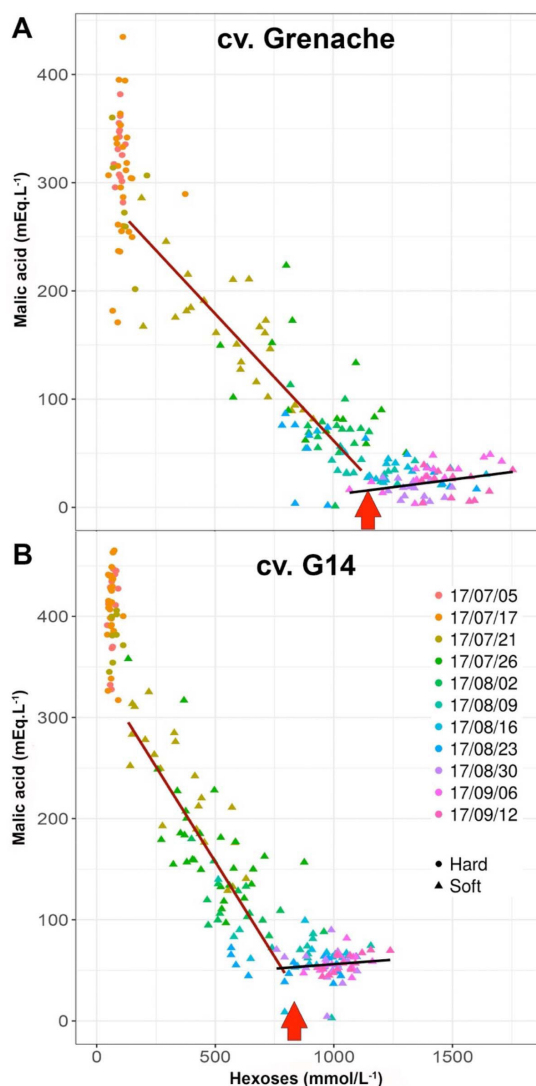 A
cv. Grenache
Malic acid (mEq.L⁻¹)
400
300
200
100
0
B
cv. G14
Malic acid (mEq.L⁻¹)
400
300
200
100
0
17/07/05
17/07/17
17/07/21
17/07/26
17/08/02
17/08/09
17/08/16
17/08/23
17/08/30
17/09/06
17/09/12
Hard
Soft
0 500 1000 1500
Hexoses (mmol/L⁻¹)